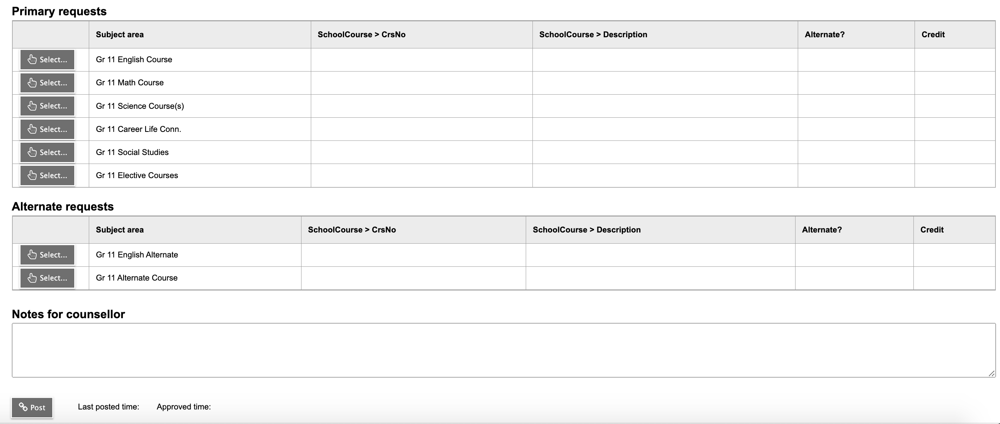 Primary requests
Subject area SchoolCourse > CrsNo SchoolCourse > Description Alternate? Credit
Select... Gr 11 English Course
Select... Gr 11 Math Course
Select... Gr 11 Science Course(s)
Select... Gr 11 Career Life Conn.
Select... Gr 11 Social Studies
Select... Gr 11 Elective Courses
Alternate requests
Subject area SchoolCourse > CrsNo SchoolCourse > Description Alternate? Credit
Select... Gr 11 English Alternate
Select... Gr 11 Alternate Course
Notes for counsellor
Post Last posted time: Approved time: